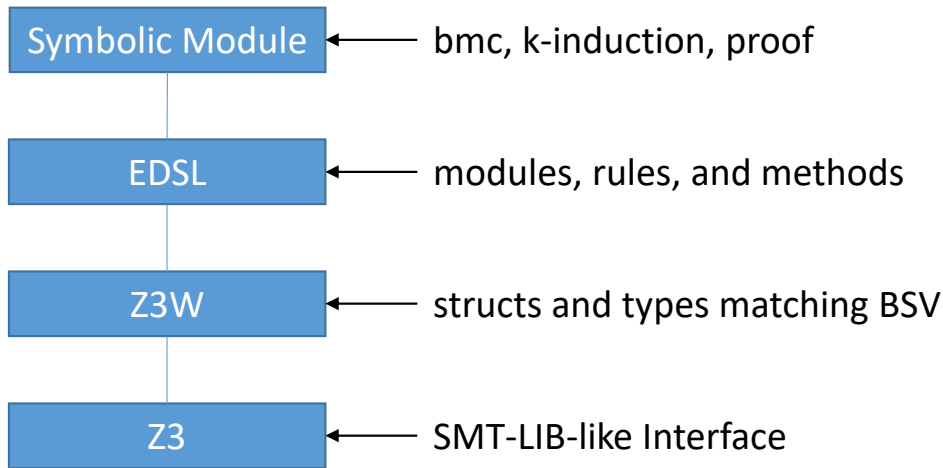 Symbolic Module
bmc, k-induction, proof
EDSL
modules, rules, and methods
Z3W
structs and types matching BSV
Z3
SMT-LIB-like Interface